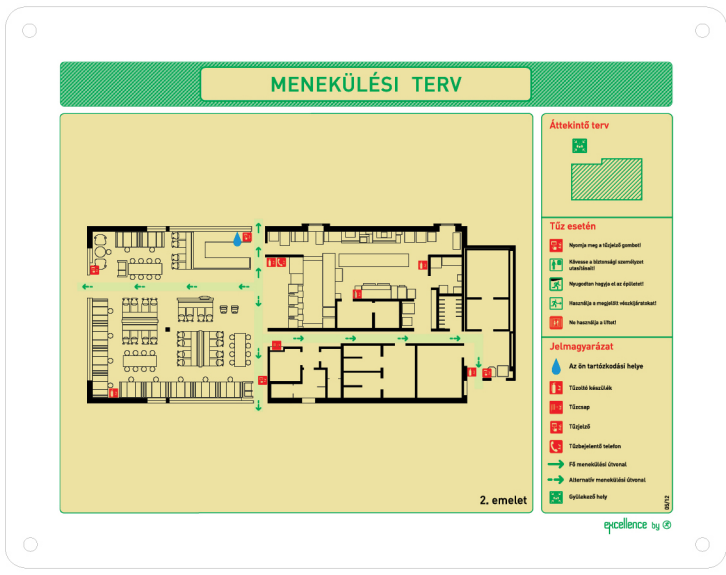 MENEKÜLÉSI TERV
2. emelet
Áttekintő terv
Tűz esetén
Nyomja meg a tűzjelző gombot!
Kövesse a biztonsági személyzet
utasításait!
Nyugodtan hagyja el az épületet!
Használja a megjelölt vészkijáratokat!
Ne használja a liftet!
Jelmagyarázat
Az ön tartózkodási helye
Tűzoltó készülék
Tűzcsap
Tűzjelző
Tűzbejelentő telefon
Fő menekülési útvonal
Alternatív menekülési útvonal
Gyülekező hely
05/12
excellence by